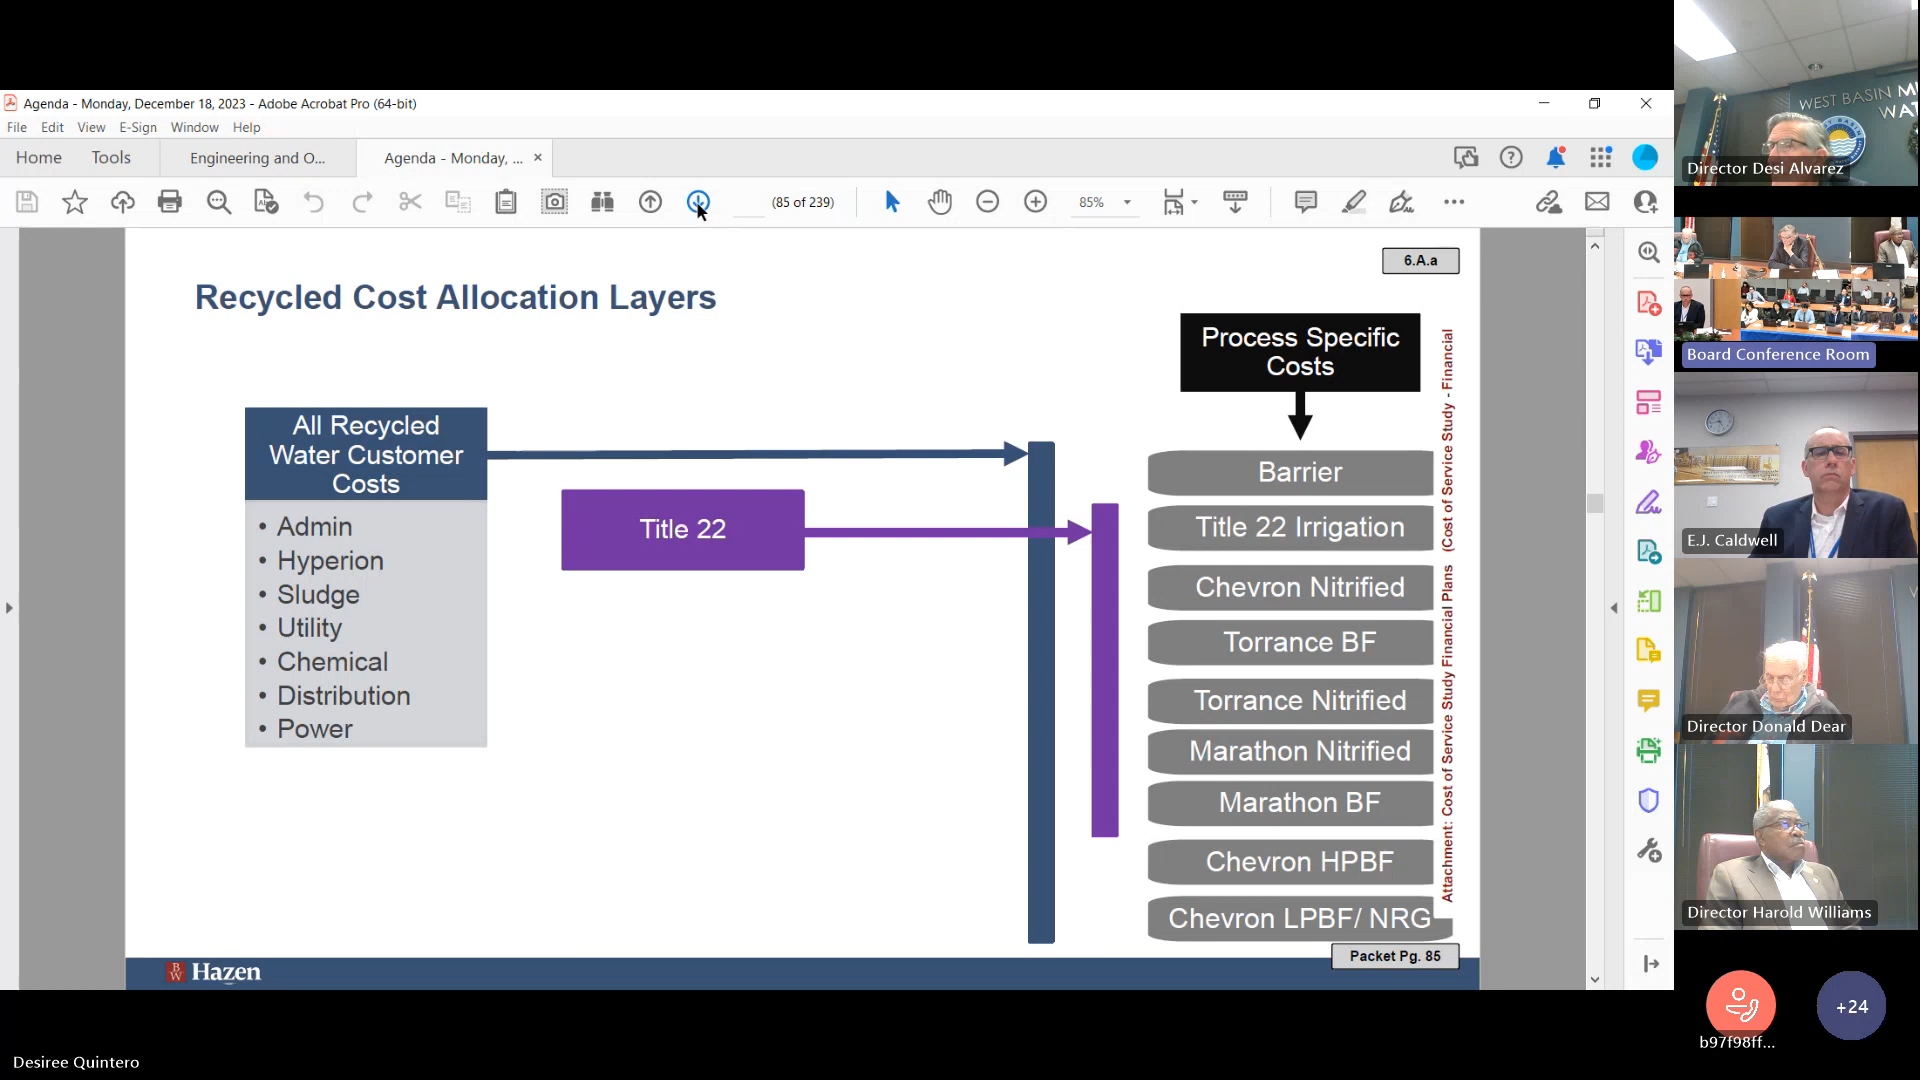 Agenda - Monday, December 18, 2023 - Adobe Acrobat Pro (64-bit)
File Edit View E-Sign Window Help
Home Tools Engineering and O... Agenda - Monday, ... ×
(85 of 239) 85%
6.A.a
Recycled Cost Allocation Layers
Process Specific
Costs
All Recycled
Water Customer
Costs
• Admin
• Hyperion
• Sludge
• Utility
• Chemical
• Distribution
• Power
Title 22
Barrier
Title 22 Irrigation
Chevron Nitrified
Torrance BF
Torrance Nitrified
Marathon Nitrified
Marathon BF
Chevron HPBF
Chevron LPBF/ NRG
Attachment: Cost of Service Study Financial Plans (Cost of Service Study - Financial
Packet Pg. 85
BW Hazen
WEST BASIN M
WAT
Director Desi Alvarez
Board Conference Room
E.J. Caldwell
Director Donald Dear
Director Harold Williams
+24
b97f98ff...
Desiree Quintero